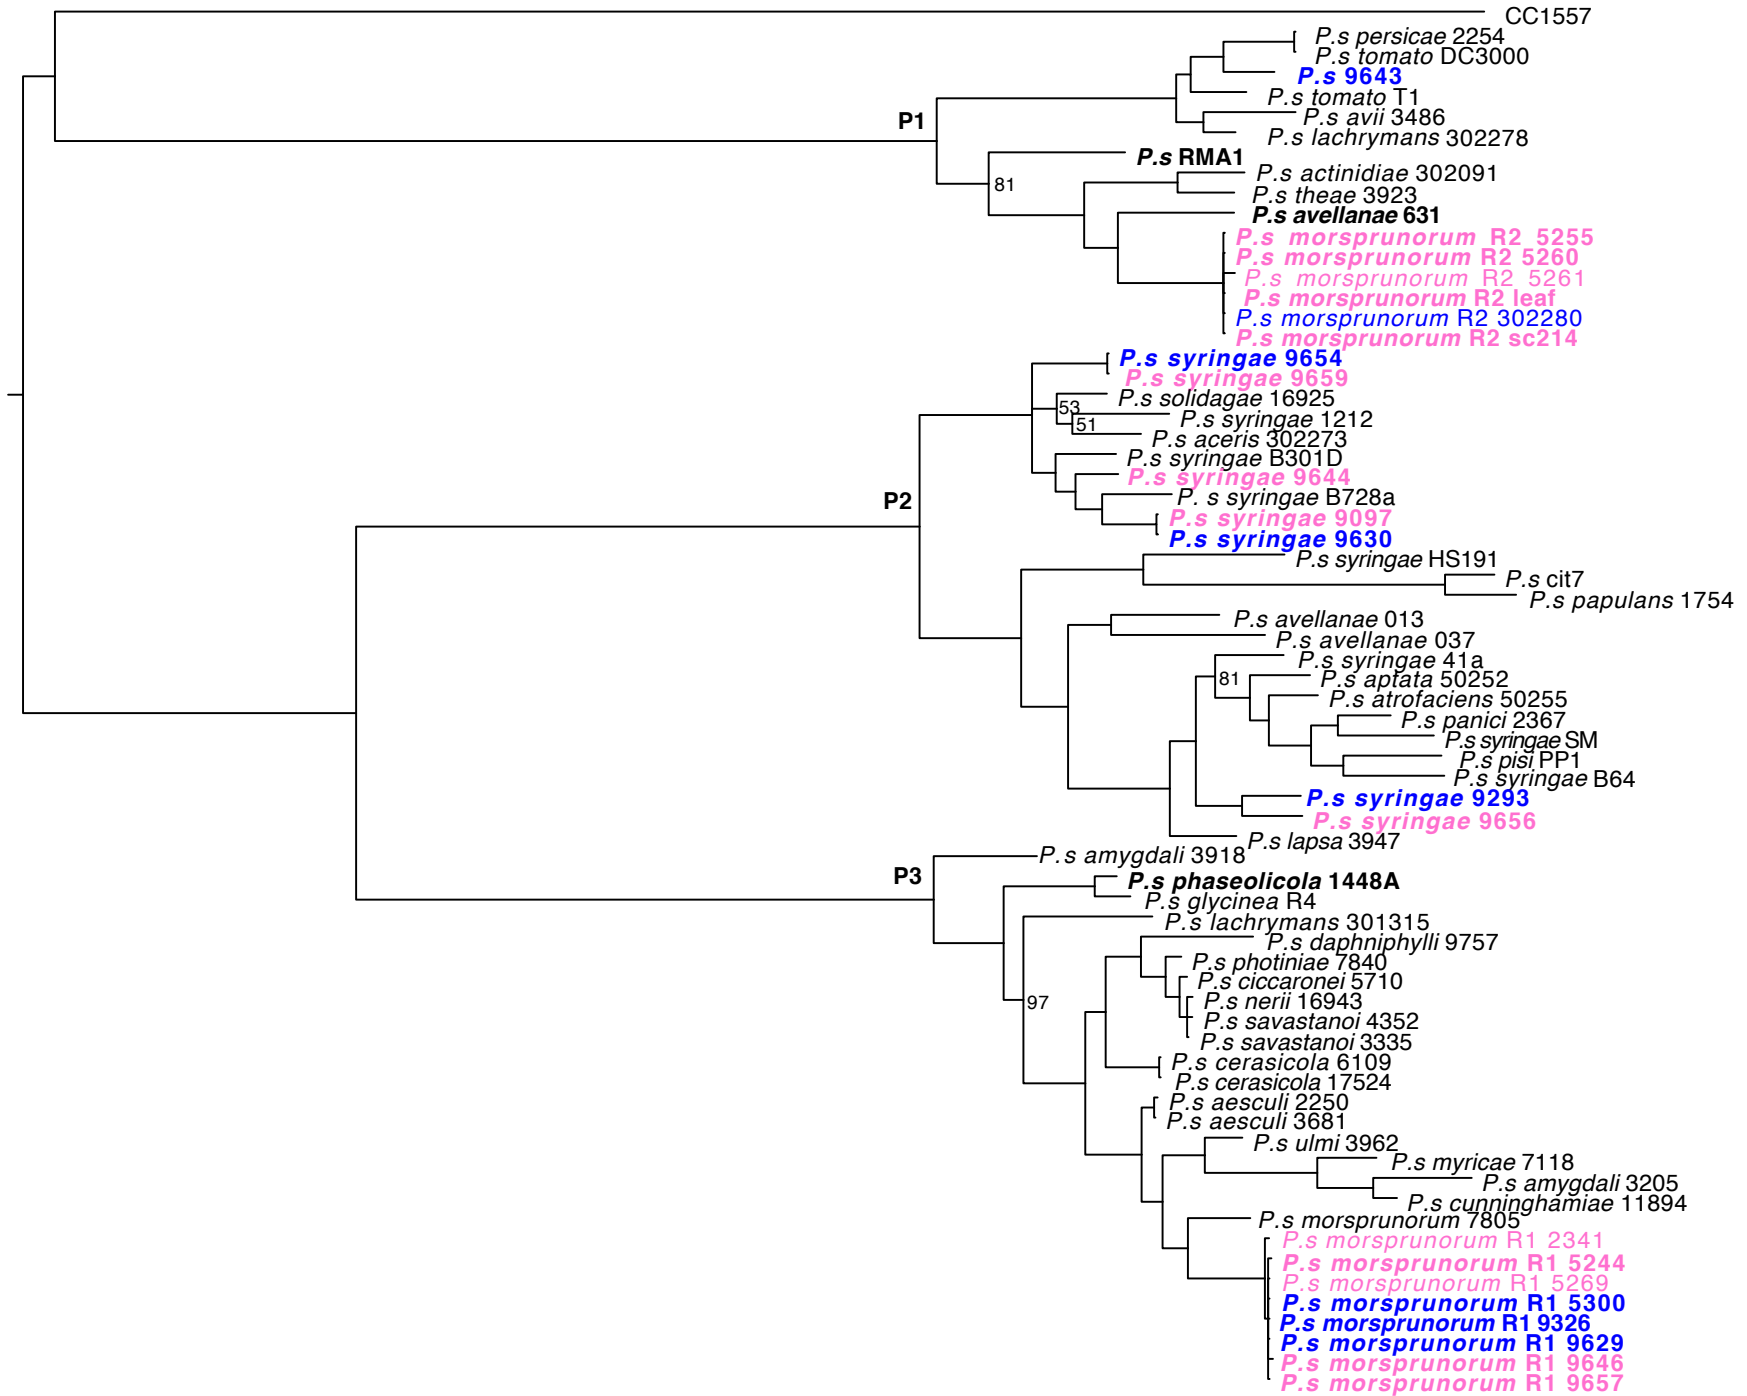 CC1557
P.s persicae 2254
P.s tomato DC3000
P.s 9643
P.s tomato T1
P.s avii 3486
P1
P.s lachrymans 302278
P.s RMA1
P.s actinidiae 302091
81
P.s theae 3923
P.s avellanae 631
P.s morsprunorum R2 5255
P.s morsprunorum R2 5260
P.s morsprunorum R2 5261
P.s morsprunorum R2 leaf
P.s morsprunorum R2 302280
P.s morsprunorum R2 sc214
P.s syringae 9654
P.s syringae 9659
P.s solidagae 16925
53
P.s syringae 1212
51
P.s aceris 302273
P.s syringae B301D
P.s syringae 9644
P2
P. s syringae B728a
P.s syringae 9097
P.s syringae 9630
P.s syringae HS191
P.s cit7
P.s papulans 1754
P.s avellanae 013
P.s avellanae 037
P.s syringae 41a
81
P.s aptata 50252
P.s atrofaciens 50255
P.s panici 2367
P.s syringae SM
P.s pisi PP1
P.s syringae B64
P.s syringae 9293
P.s syringae 9656
P.s lapsa 3947
P.s amygdali 3918
P3
P.s phaseolicola 1448A
P.s glycinea R4
P.s lachrymans 301315
P.s daphniphylli 9757
P.s photiniae 7840
P.s ciccaronei 5710
97
P.s nerii 16943
P.s savastanoi 4352
P.s savastanoi 3335
P.s cerasicola 6109
P.s cerasicola 17524
P.s aesculi 2250
P.s aesculi 3681
P.s ulmi 3962
P.s myricae 7118
P.s amygdali 3205
P.s cunninghamiae 11894
P.s morsprunorum 7805
P.s morsprunorum R1 2341
P.s morsprunorum R1 5244
P.s morsprunorum R1 5269
P.s morsprunorum R1 5300
P.s morsprunorum R1 9326
P.s morsprunorum R1 9629
P.s morsprunorum R1 9646
P.s morsprunorum R1 9657